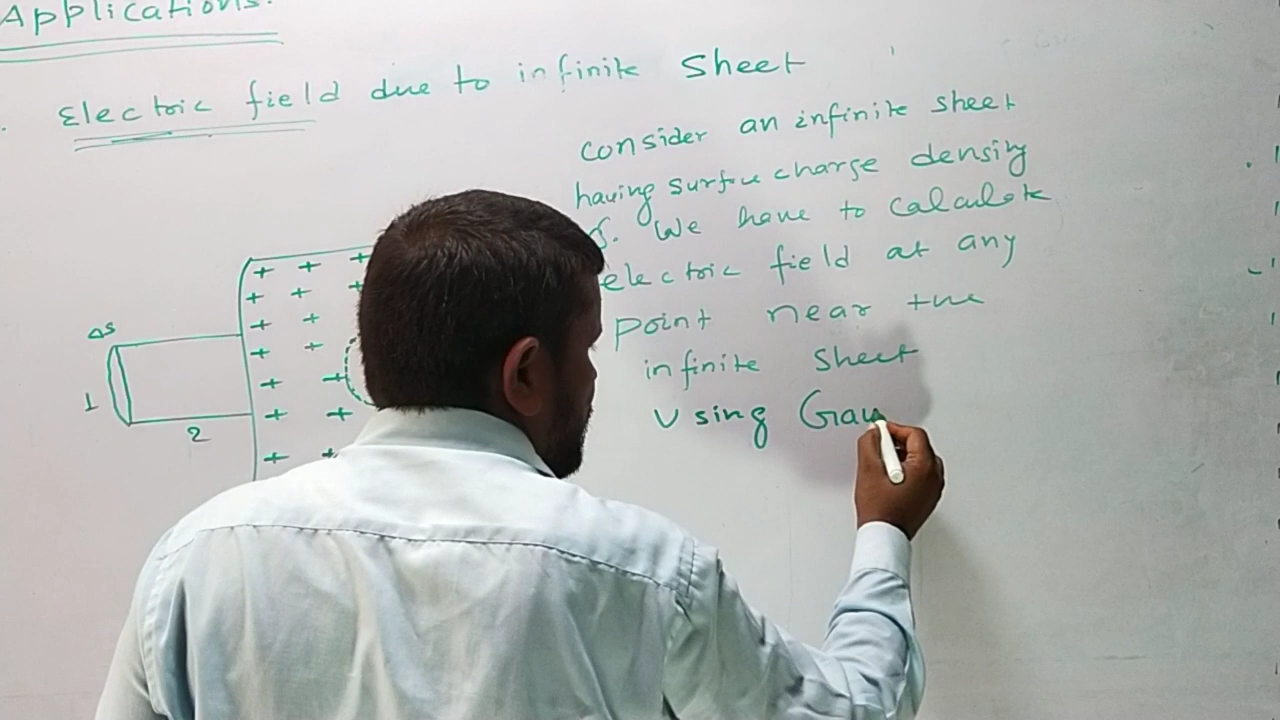 Applications.
Electric field due to infinite sheet
Consider an infinite sheet
having surface charge density
σ. We have to calculate
electric field at any
point near the
infinite sheet
Using Gau
Δs
1
2